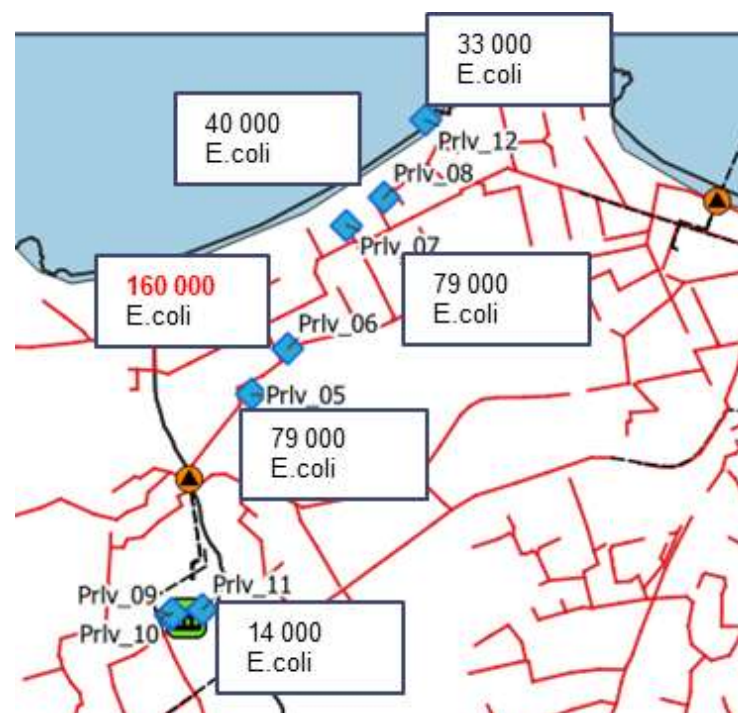 33 000
E.coli
40 000
E.coli
Prlv_12
Prlv_08
Prlv_07
160 000
E.coli
79 000
E.coli
Prlv_06
Prlv_05
79 000
E.coli
Prlv_09
Prlv_11
Prlv_10
14 000
E.coli